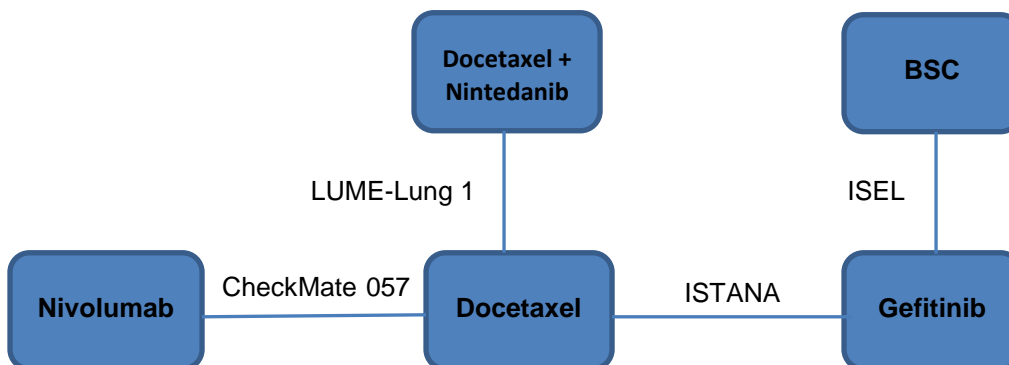 Docetaxel +
Nintedanib
BSC
LUME-Lung 1
ISEL
Nivolumab
CheckMate 057
Docetaxel
ISTANA
Gefitinib